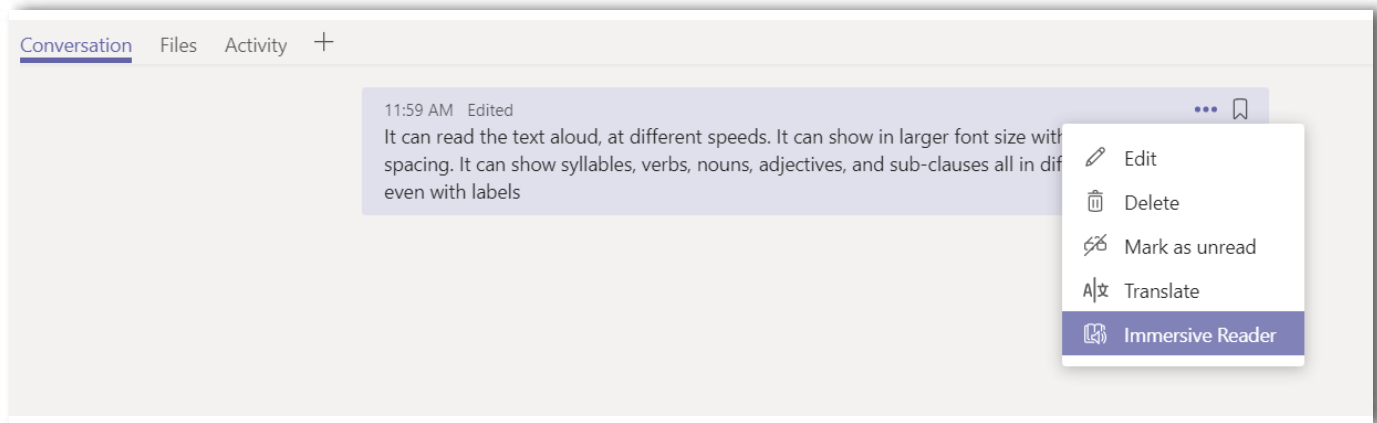 Conversation Files Activity
11:59 AM Edited
It can read the text aloud, at different speeds. It can show in larger font size with
spacing. It can show syllables, verbs, nouns, adjectives, and sub-clauses all in dif
even with labels
Edit
Delete
Mark as unread
Translate
Immersive Reader